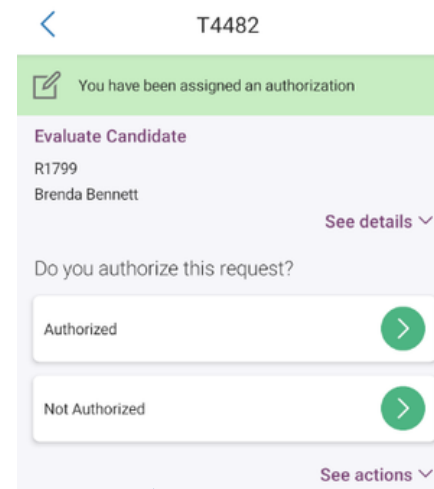 T4482
You have been assigned an authorization
Evaluate Candidate
R1799
Brenda Bennett
See details
Do you authorize this request?
Authorized
Not Authorized
See actions